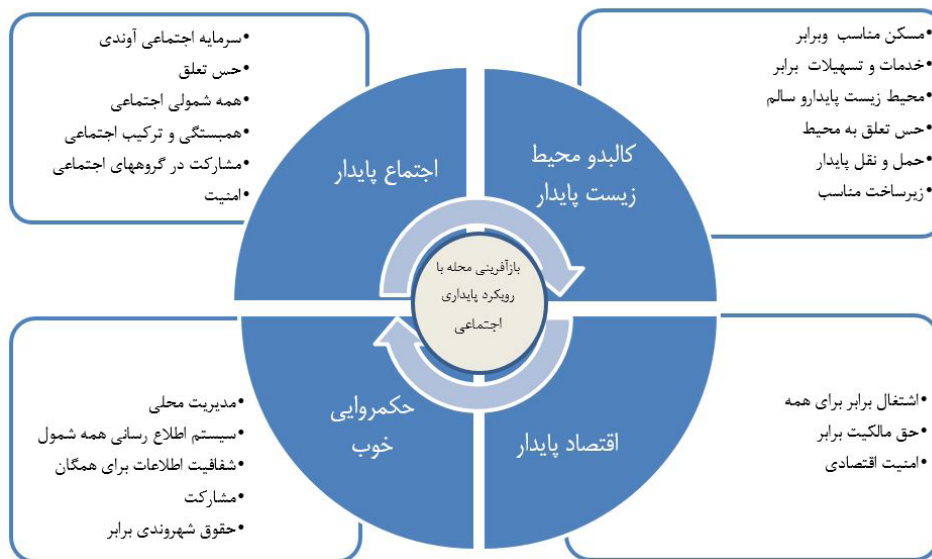 •مسکن مناسب وبرابر
•خدمات و تسهیلات برابر
•محیط زیست پایدارو سالم
•حس تعلق به محیط
•حمل و نقل پایدار
•زیرساخت مناسب
کالبدو محیط
زیست پایدار
•سرمایه اجتماعی آوندی
•حس تعلق
•همه شمولی اجتماعی
•همبستگی و ترکیب اجتماعی
•مشارکت در گروههای اجتماعی
•امنیت
اجتماع پایدار
بازآفرینی محله با
رویکرد پایداری
اجتماعی
•اشتغال برابر برای همه
•حق مالکیت برابر
•امنیت اقتصادی
اقتصاد پایدار
حکمروایی
خوب
•مدیریت محلی
•سیستم اطلاع رسانی همه شمول
•شفافیت اطلاعات برای همگان
•مشارکت
•حقوق شهروندی برابر